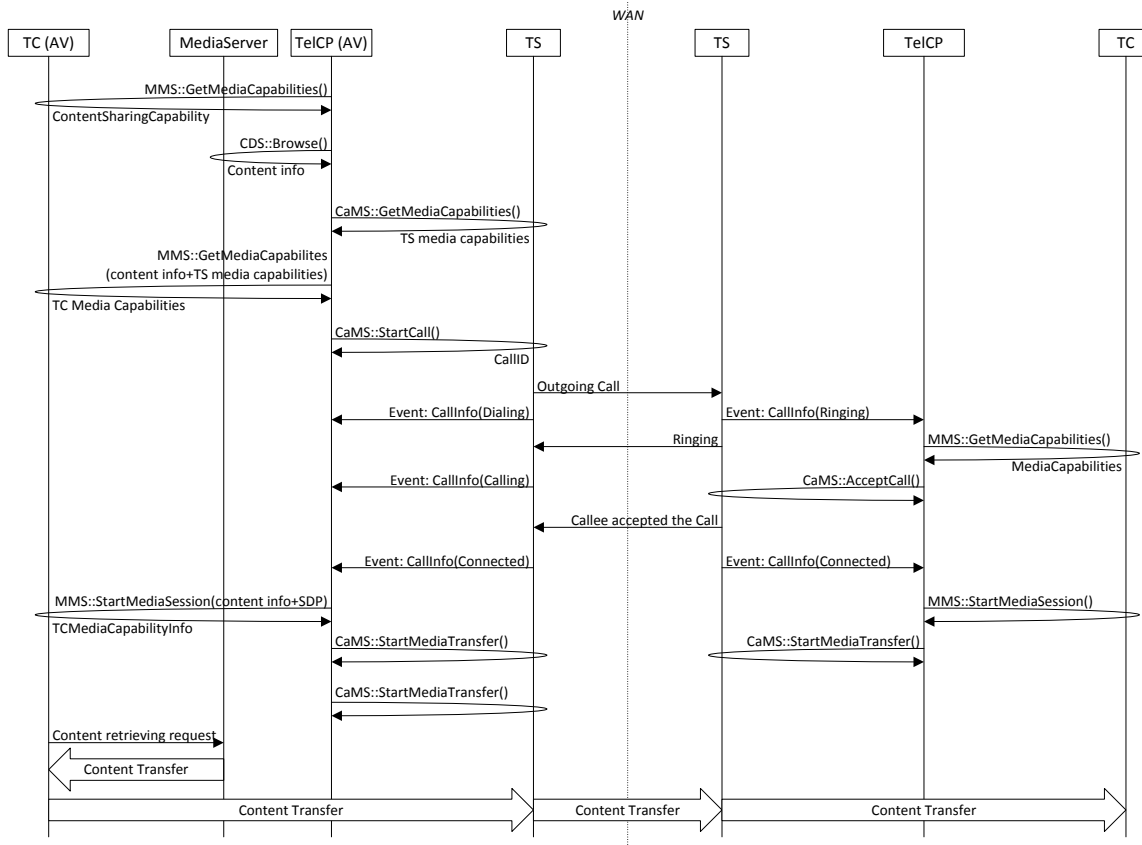 WAN
TC (AV)
MediaServer
TelCP (AV)
TS
TS
TelCP
TC
MMS::GetMediaCapabilities()
ContentSharingCapability
CDS::Browse()
Content info
CaMS::GetMediaCapabilities()
TS media capabilities
MMS::GetMediaCapabilites
(content info+TS media capabilities)
TC Media Capabilities
CaMS::StartCall()
CallID
Outgoing Call
Event: CallInfo(Dialing)
Event: CallInfo(Ringing)
Ringing
MMS::GetMediaCapabilities()
MediaCapabilities
Event: CallInfo(Calling)
CaMS::AcceptCall()
Callee accepted the Call
Event: CallInfo(Connected)
Event: CallInfo(Connected)
MMS::StartMediaSession(content info+SDP)
MMS::StartMediaSession()
TCMediaCapabilityInfo
CaMS::StartMediaTransfer()
CaMS::StartMediaTransfer()
CaMS::StartMediaTransfer()
Content retrieving request
Content Transfer
Content Transfer
Content Transfer
Content Transfer